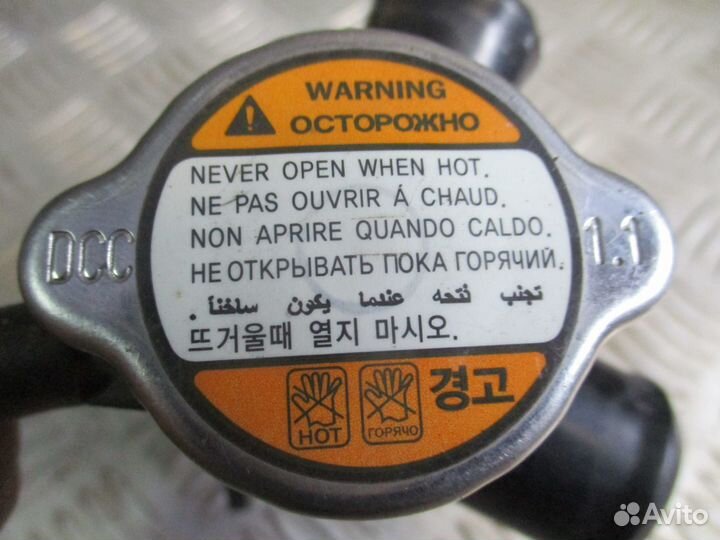 WARNING
ОСТОРОЖНО
NEVER OPEN WHEN HOT.
NE PAS OUVRIR Á CHAUD.
NON APRIRE QUANDO CALDO.
НЕ ОТКРЫВАТЬ ПОКА ГОРЯЧИЙ.
تجنب نتحه عنلما يكون ساخناً.
뜨거울때 열지 마시오.
DCC
1.1
HOT
ГОРЯЧО
경고
Avito